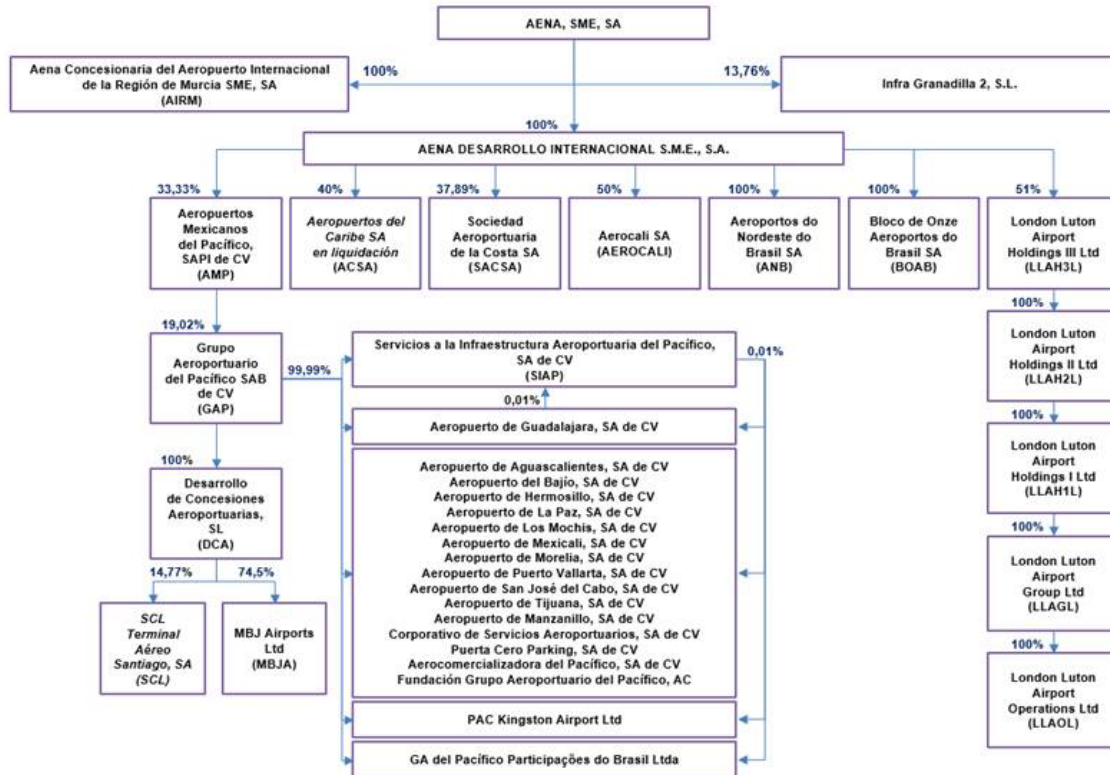 AENA, SME, SA
Aena Concesionaria del Aeropuerto Internacional
de la Región de Murcia SME, SA
(AIRM)
100%
13,76%
Infra Granadilla 2, S.L.
100%
AENA DESARROLLO INTERNACIONAL S.M.E., S.A.
33,33%
Aeropuertos
Mexicanos
del Pacífico,
SAPI de CV
(AMP)
40%
Aeropuertos del
Caribe SA
en liquidación
(ACSA)
37,89%
Sociedad
Aeroportuaria
de la Costa SA
(SACSA)
50%
Aerocali SA
(AEROCALI)
100%
Aeroportos do
Nordeste do
Brasil SA
(ANB)
100%
Bloco de Onze
Aeroportos do
Brasil SA
(BOAB)
51%
London Luton
Airport
Holdings III Ltd
(LLAH3L)
19,02%
Grupo
Aeroportuario
del Pacífico SAB
de CV
(GAP)
99,99%
Servicios a la Infraestructura Aeroportuaria del Pacífico,
SA de CV
(SIAP)
0,01%
0,01%
Aeropuerto de Guadalajara, SA de CV
Aeropuerto de Aguascalientes, SA de CV
Aeropuerto del Bajío, SA de CV
Aeropuerto de Hermosillo, SA de CV
Aeropuerto de La Paz, SA de CV
Aeropuerto de Los Mochis, SA de CV
Aeropuerto de Mexicali, SA de CV
Aeropuerto de Morelia, SA de CV
Aeropuerto de Puerto Vallarta, SA de CV
Aeropuerto de San José del Cabo, SA de CV
Aeropuerto de Tijuana, SA de CV
Aeropuerto de Manzanillo, SA de CV
Corporativo de Servicios Aeroportuarios, SA de CV
Puerta Cero Parking, SA de CV
Aerocomercializadora del Pacífico, SA de CV
Fundación Grupo Aeroportuario del Pacífico, AC
PAC Kingston Airport Ltd
GA del Pacífico Participações do Brasil Ltda
100%
Desarrollo
de Concesiones
Aeroportuarias,
SL
(DCA)
14,77%
74,5%
SCL
Terminal
Aéreo
Santiago, SA
(SCL)
MBJ Airports
Ltd
(MBJA)
100%
London Luton
Airport
Holdings II Ltd
(LLAH2L)
100%
London Luton
Airport
Holdings I Ltd
(LLAH1L)
100%
London Luton
Airport
Group Ltd
(LLAGL)
100%
London Luton
Airport
Operations Ltd
(LLAOL)